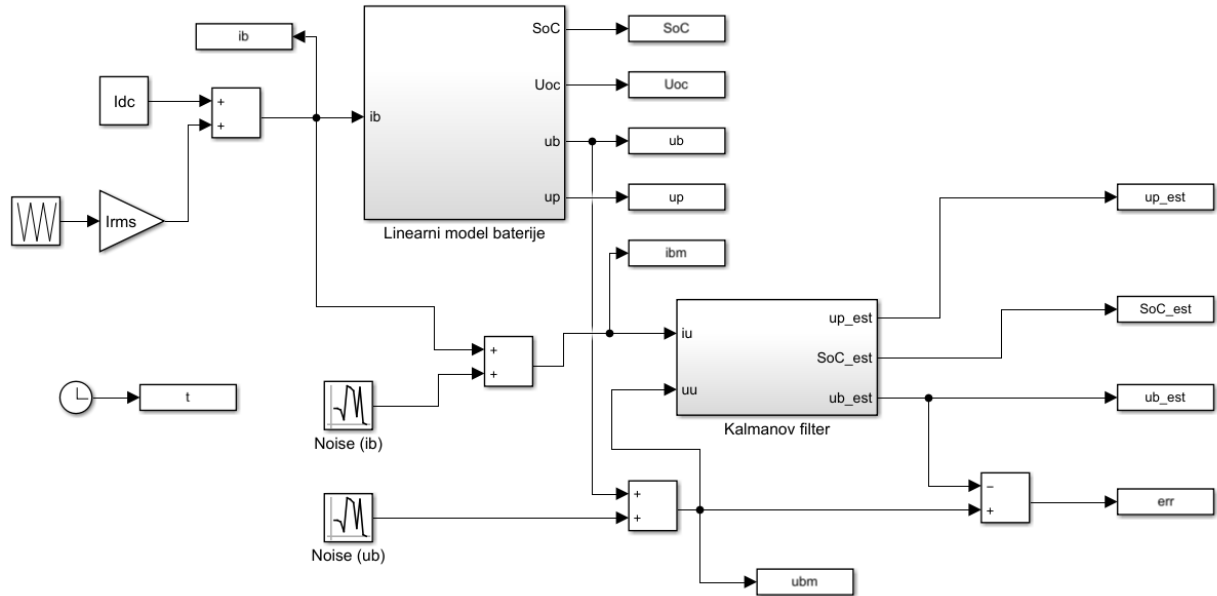 ib
SoC
SoC
Idc
+
+
Uoc
Uoc
ib
ub
ub
up
up
Irms
Linearni model baterije
ibm
up_est
up_est
iu
SoC_est
SoC_est
+
+
uu
ub_est
ub_est
t
Kalmanov filter
Noise (ib)
+
+
−
+
err
Noise (ub)
ubm